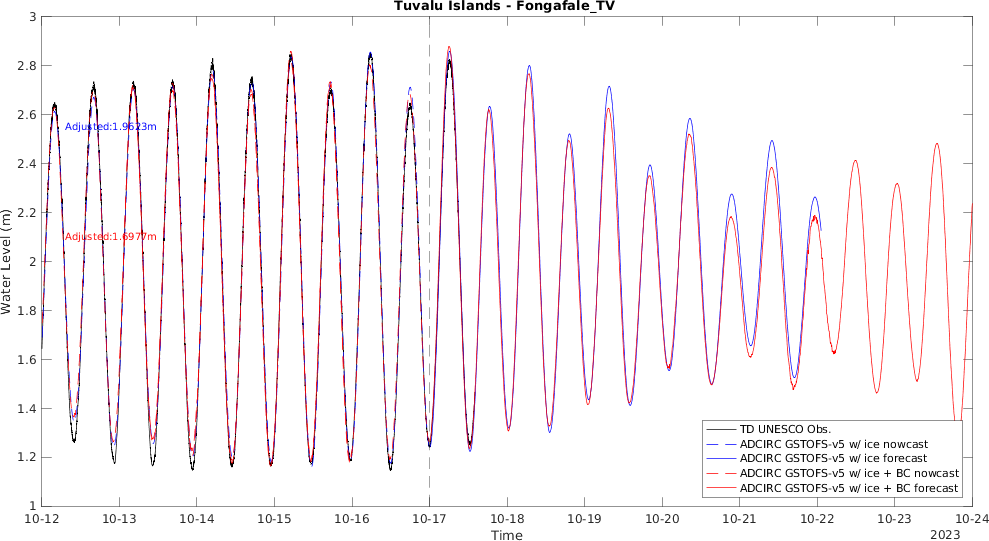 Tuvalu Islands - Fongafale_TV
3
2.8
2.6
2.4
2.2
2
1.8
1.6
1.4
1.2
1
Water Level (m)
Adjusted:1.9623m
Adjusted:1.6977m
TD UNESCO Obs.
ADCIRC GSTOFS-v5 w/ ice nowcast
ADCIRC GSTOFS-v5 w/ ice forecast
ADCIRC GSTOFS-v5 w/ ice + BC nowcast
ADCIRC GSTOFS-v5 w/ ice + BC forecast
10-12 10-13 10-14 10-15 10-16 10-17 10-18 10-19 10-20 10-21 10-22 10-23 10-24
Time
2023